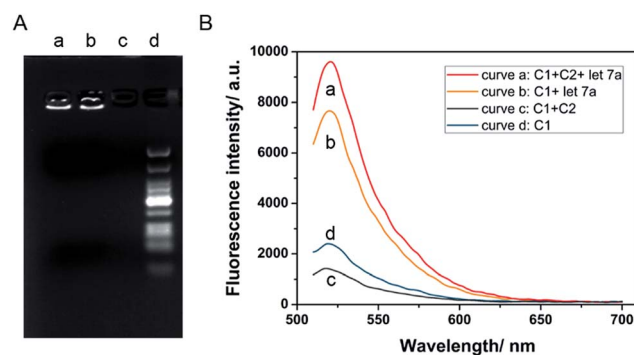 A
a b c d
B
10000
8000
6000
4000
2000
0
Fluorescence intensity/ a.u.
a
b
d
c
curve a: C1+C2+ let 7a
curve b: C1+ let 7a
curve c: C1+C2
curve d: C1
500 550 600 650 700
Wavelength/ nm